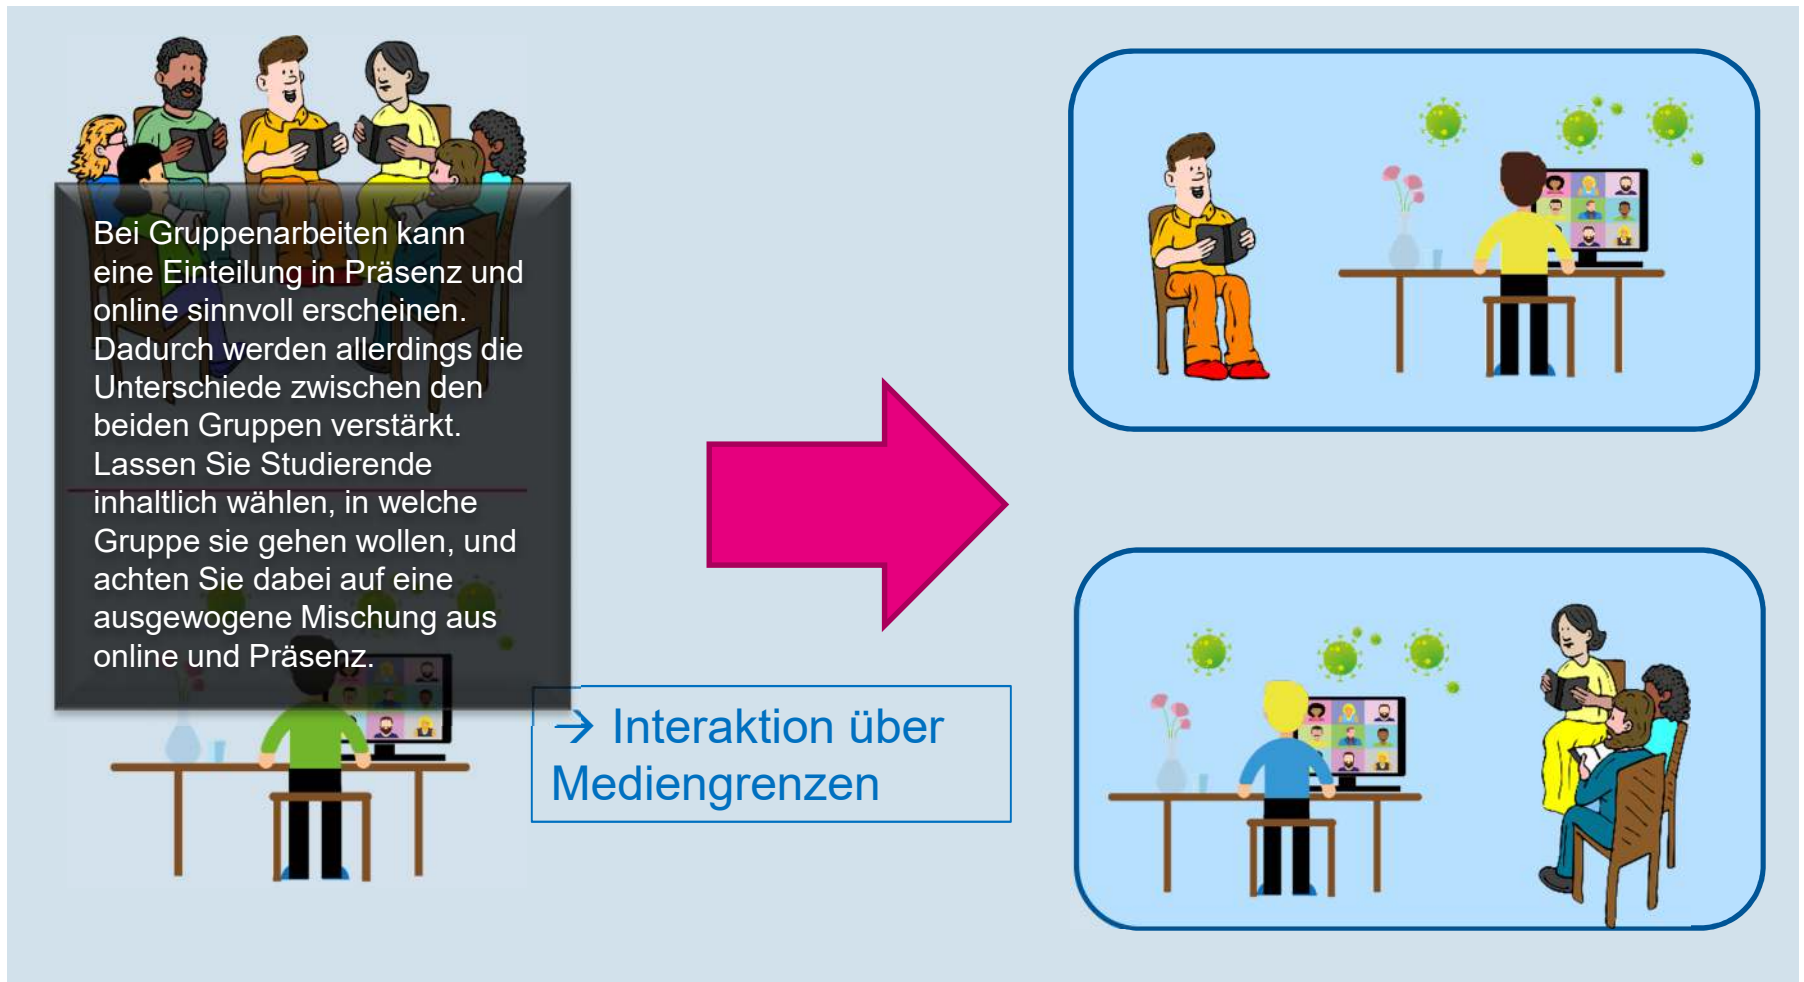 Bei Gruppenarbeiten kann
eine Einteilung in Präsenz und
online sinnvoll erscheinen.
Dadurch werden allerdings die
Unterschiede zwischen den
beiden Gruppen verstärkt.
Lassen Sie Studierende
inhaltlich wählen, in welche
Gruppe sie gehen wollen, und
achten Sie dabei auf eine
ausgewogene Mischung aus
online und Präsenz.
→ Interaktion über
Mediengrenzen